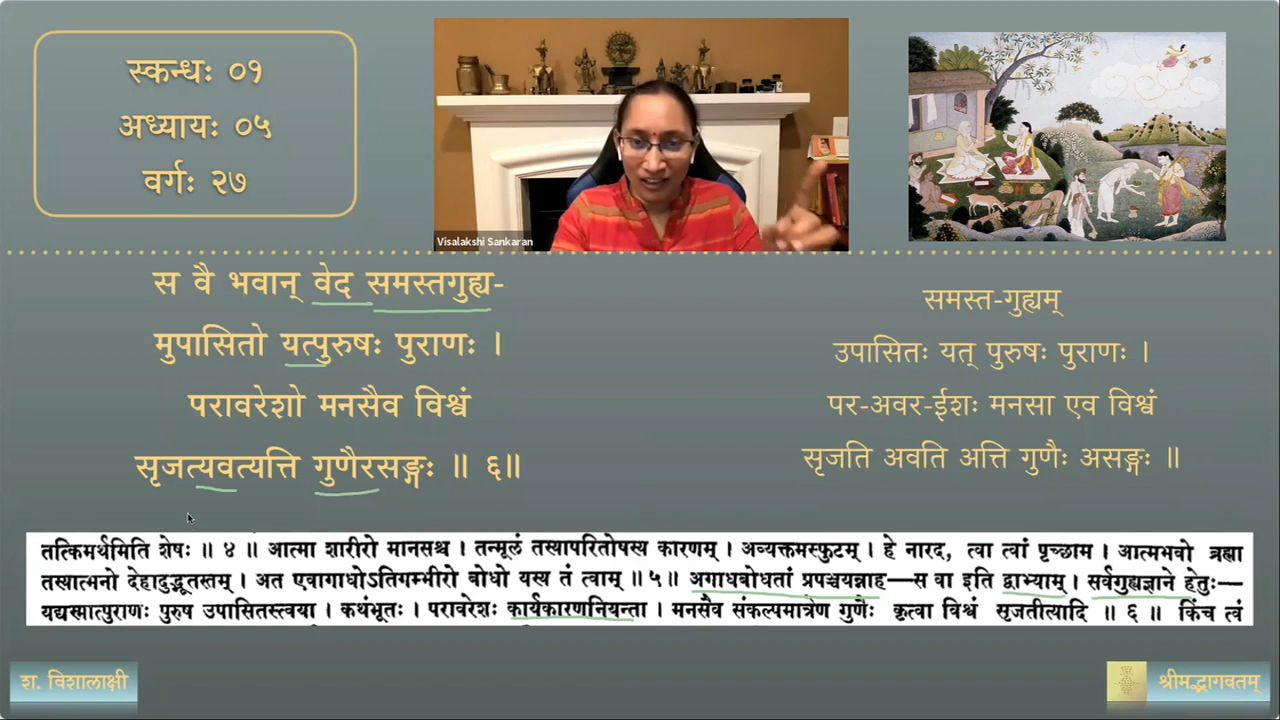 स्कन्धः ०१
अध्यायः ०५
वर्गः २७
Visalakshi Sankaran
स वै भवान् वेद समस्तगुह्य-
मुपासितो यत्पुरुषः पुराणः ।
परावरेशो मनसैव विश्वं
सृजत्यवत्यत्ति गुणैरसङ्गः ॥ ६॥
समस्त-गुह्यम्
उपासितः यत् पुरुषः पुराणः ।
पर-अवर-ईशः मनसा एव विश्वं
सृजति अवति अत्ति गुणैः असङ्गः ॥
तत्किमर्थमिति शेषः ॥ ४ ॥ आत्मा शारीरो मानसश्च । तन्मूलं तस्यापरितोषस्य कारणम् । अव्यक्तमस्फुटम् । हे नारद, त्वा त्वां पृच्छाम । आत्मभवो ब्रह्मा
तस्यात्मनो देहादुद्भूतस्तम् । अत एवागाधोऽतिगम्भीरो बोधो यस्य तं त्वाम् ॥ ५॥ अगाधबोधतां प्रपञ्चयन्नाह—स वा इति द्वाभ्याम् । सर्वगुह्यज्ञाने हेतुः—
यद्यस्मात्पुराणः पुरुष उपासितस्त्वया । कथंभूतः । परावरेशः कार्यकारणनियन्ता । मनसैव संकल्पमात्रेण गुणैः कृत्वा विश्वं सृजतीत्यादि ॥ ६ ॥ किंच त्वं
श. विशालाक्षी
श्रीमद्भागवतम्